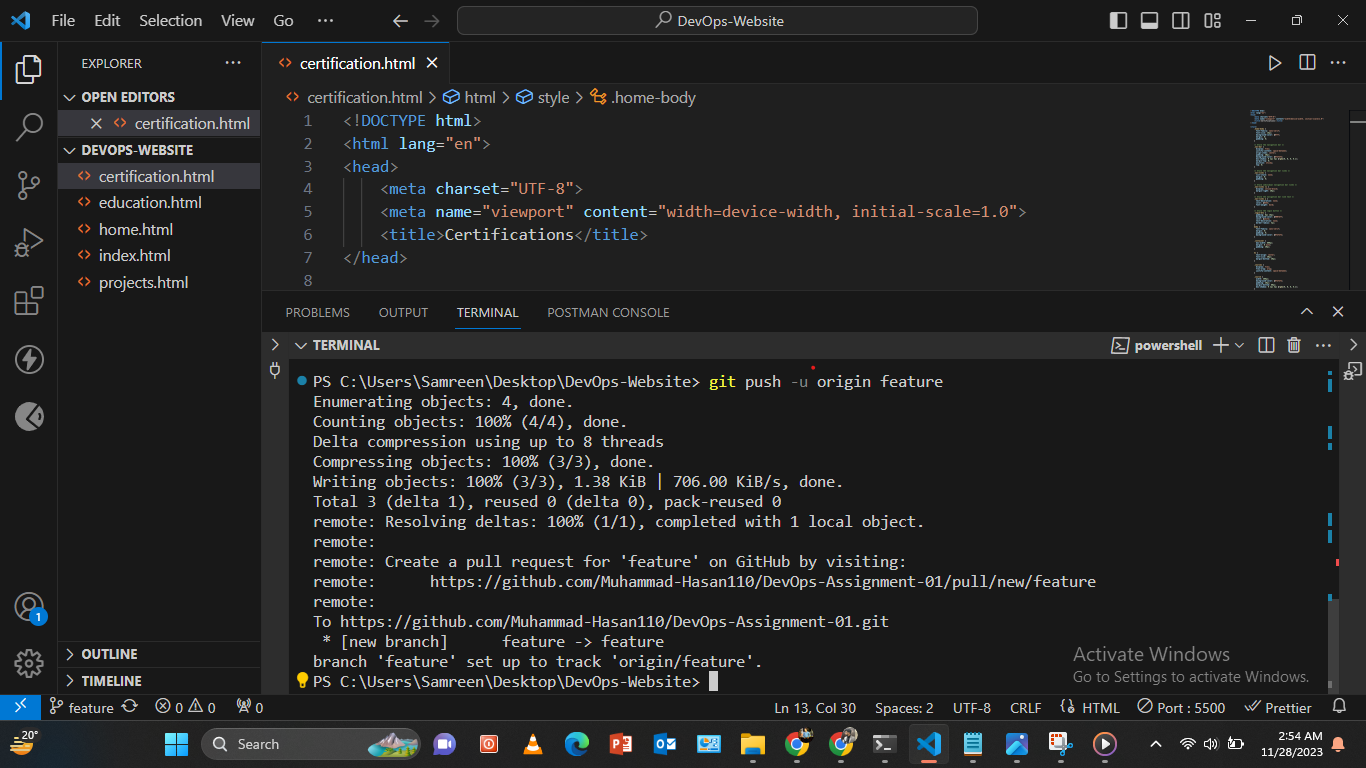 File Edit Selection View Go ··· DevOps-Website
EXPLORER
OPEN EDITORS
certification.html
DEVOPS-WEBSITE
certification.html
education.html
home.html
index.html
projects.html
OUTLINE
TIMELINE
certification.html
certification.html > html > style > .home-body
1 <!DOCTYPE html>
2 <html lang="en">
3 <head>
4 <meta charset="UTF-8">
5 <meta name="viewport" content="width=device-width, initial-scale=1.0">
6 <title>Certifications</title>
7 </head>
8
PROBLEMS OUTPUT TERMINAL POSTMAN CONSOLE
TERMINAL powershell
PS C:\Users\Samreen\Desktop\DevOps-Website> git push -u origin feature
Enumerating objects: 4, done.
Counting objects: 100% (4/4), done.
Delta compression using up to 8 threads
Compressing objects: 100% (3/3), done.
Writing objects: 100% (3/3), 1.38 KiB | 706.00 KiB/s, done.
Total 3 (delta 1), reused 0 (delta 0), pack-reused 0
remote: Resolving deltas: 100% (1/1), completed with 1 local object.
remote:
remote: Create a pull request for 'feature' on GitHub by visiting:
remote:      https://github.com/Muhammad-Hasan110/DevOps-Assignment-01/pull/new/feature
remote:
To https://github.com/Muhammad-Hasan110/DevOps-Assignment-01.git
 * [new branch]      feature -> feature
branch 'feature' set up to track 'origin/feature'.
PS C:\Users\Samreen\Desktop\DevOps-Website>
Activate Windows
Go to Settings to activate Windows.
1
feature 0 0 0 Ln 13, Col 30 Spaces: 2 UTF-8 CRLF HTML Port : 5500 Prettier
20° Search 2:54 AM
11/28/2023